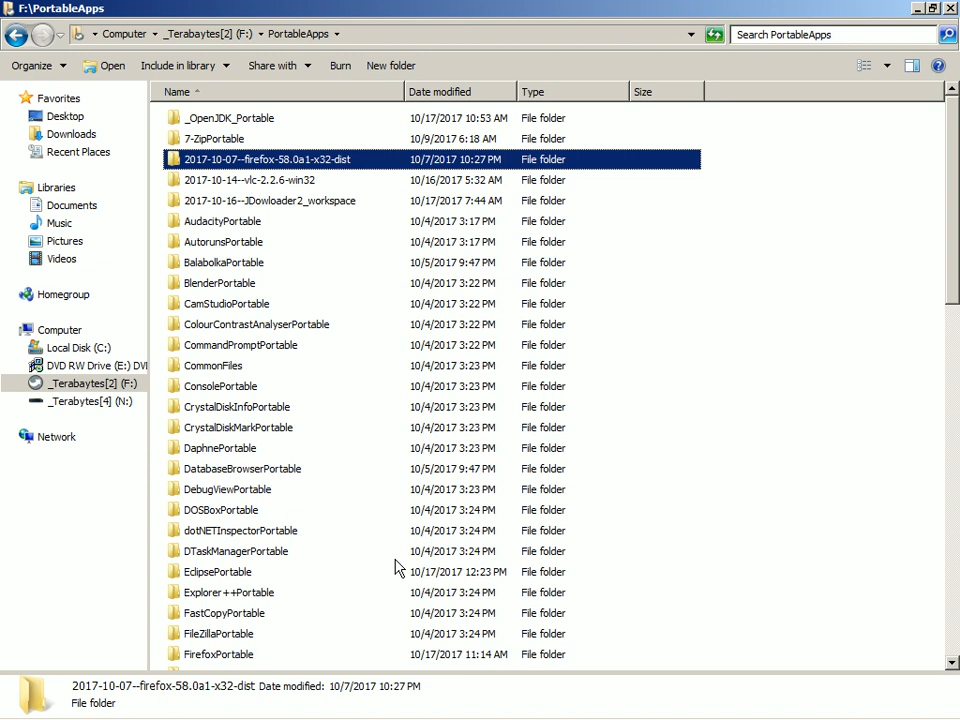 F:\PortableApps
Computer _Terabaytes[2] (F:) PortableApps Search PortableApps
Organize Open Include in library Share with Burn New folder
Name Date modified Type Size
Favorites
Desktop
Downloads
Recent Places
Libraries
Documents
Music
Pictures
Videos
Homegroup
Computer
Local Disk (C:)
DVD RW Drive (E:) DVI
_Terabaytes[2] (F:)
_Terabytes[4] (N:)
Network
_OpenJDK_Portable 10/17/2017 10:53 AM File folder
7-ZipPortable 10/9/2017 6:18 AM File folder
2017-10-07--firefox-58.0a1-x32-dist 10/7/2017 10:27 PM File folder
2017-10-14--vlc-2.2.6-win32 10/16/2017 5:32 AM File folder
2017-10-16--JDowloader2_workspace 10/17/2017 7:44 AM File folder
AudacityPortable 10/4/2017 3:17 PM File folder
AutorunsPortable 10/4/2017 3:17 PM File folder
BalabolkaPortable 10/5/2017 9:47 PM File folder
BlenderPortable 10/4/2017 3:22 PM File folder
CamStudioPortable 10/4/2017 3:22 PM File folder
ColourContrastAnalyserPortable 10/4/2017 3:22 PM File folder
CommandPromptPortable 10/4/2017 3:22 PM File folder
CommonFiles 10/4/2017 3:23 PM File folder
ConsolePortable 10/4/2017 3:23 PM File folder
CrystalDiskInfoPortable 10/4/2017 3:23 PM File folder
CrystalDiskMarkPortable 10/4/2017 3:23 PM File folder
DaphnePortable 10/4/2017 3:23 PM File folder
DatabaseBrowserPortable 10/5/2017 9:47 PM File folder
DebugViewPortable 10/4/2017 3:23 PM File folder
DOSBoxPortable 10/4/2017 3:24 PM File folder
dotNETInspectorPortable 10/4/2017 3:24 PM File folder
DTaskManagerPortable 10/4/2017 3:24 PM File folder
EclipsePortable 10/17/2017 12:23 PM File folder
Explorer++Portable 10/4/2017 3:24 PM File folder
FastCopyPortable 10/4/2017 3:24 PM File folder
FileZillaPortable 10/4/2017 3:24 PM File folder
FirefoxPortable 10/17/2017 11:14 AM File folder
2017-10-07--firefox-58.0a1-x32-dist Date modified: 10/7/2017 10:27 PM
File folder